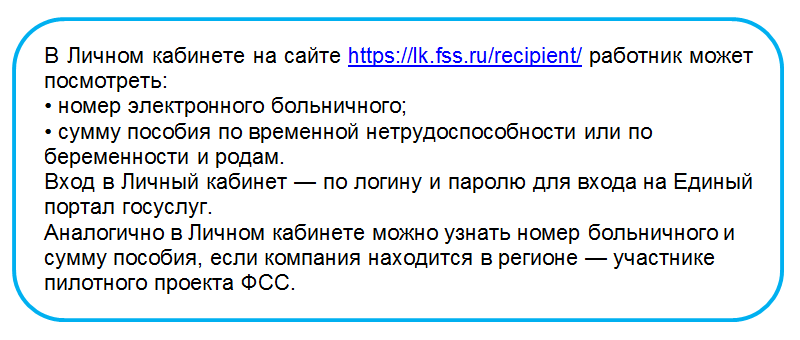 В Личном кабинете на сайте https://lk.fss.ru/recipient/ работник может
посмотреть:
• номер электронного больничного;
• сумму пособия по временной нетрудоспособности или по
беременности и родам.
Вход в Личный кабинет — по логину и паролю для входа на Единый
портал госуслуг.
Аналогично в Личном кабинете можно узнать номер больничного и
сумму пособия, если компания находится в регионе — участнике
пилотного проекта ФСС.